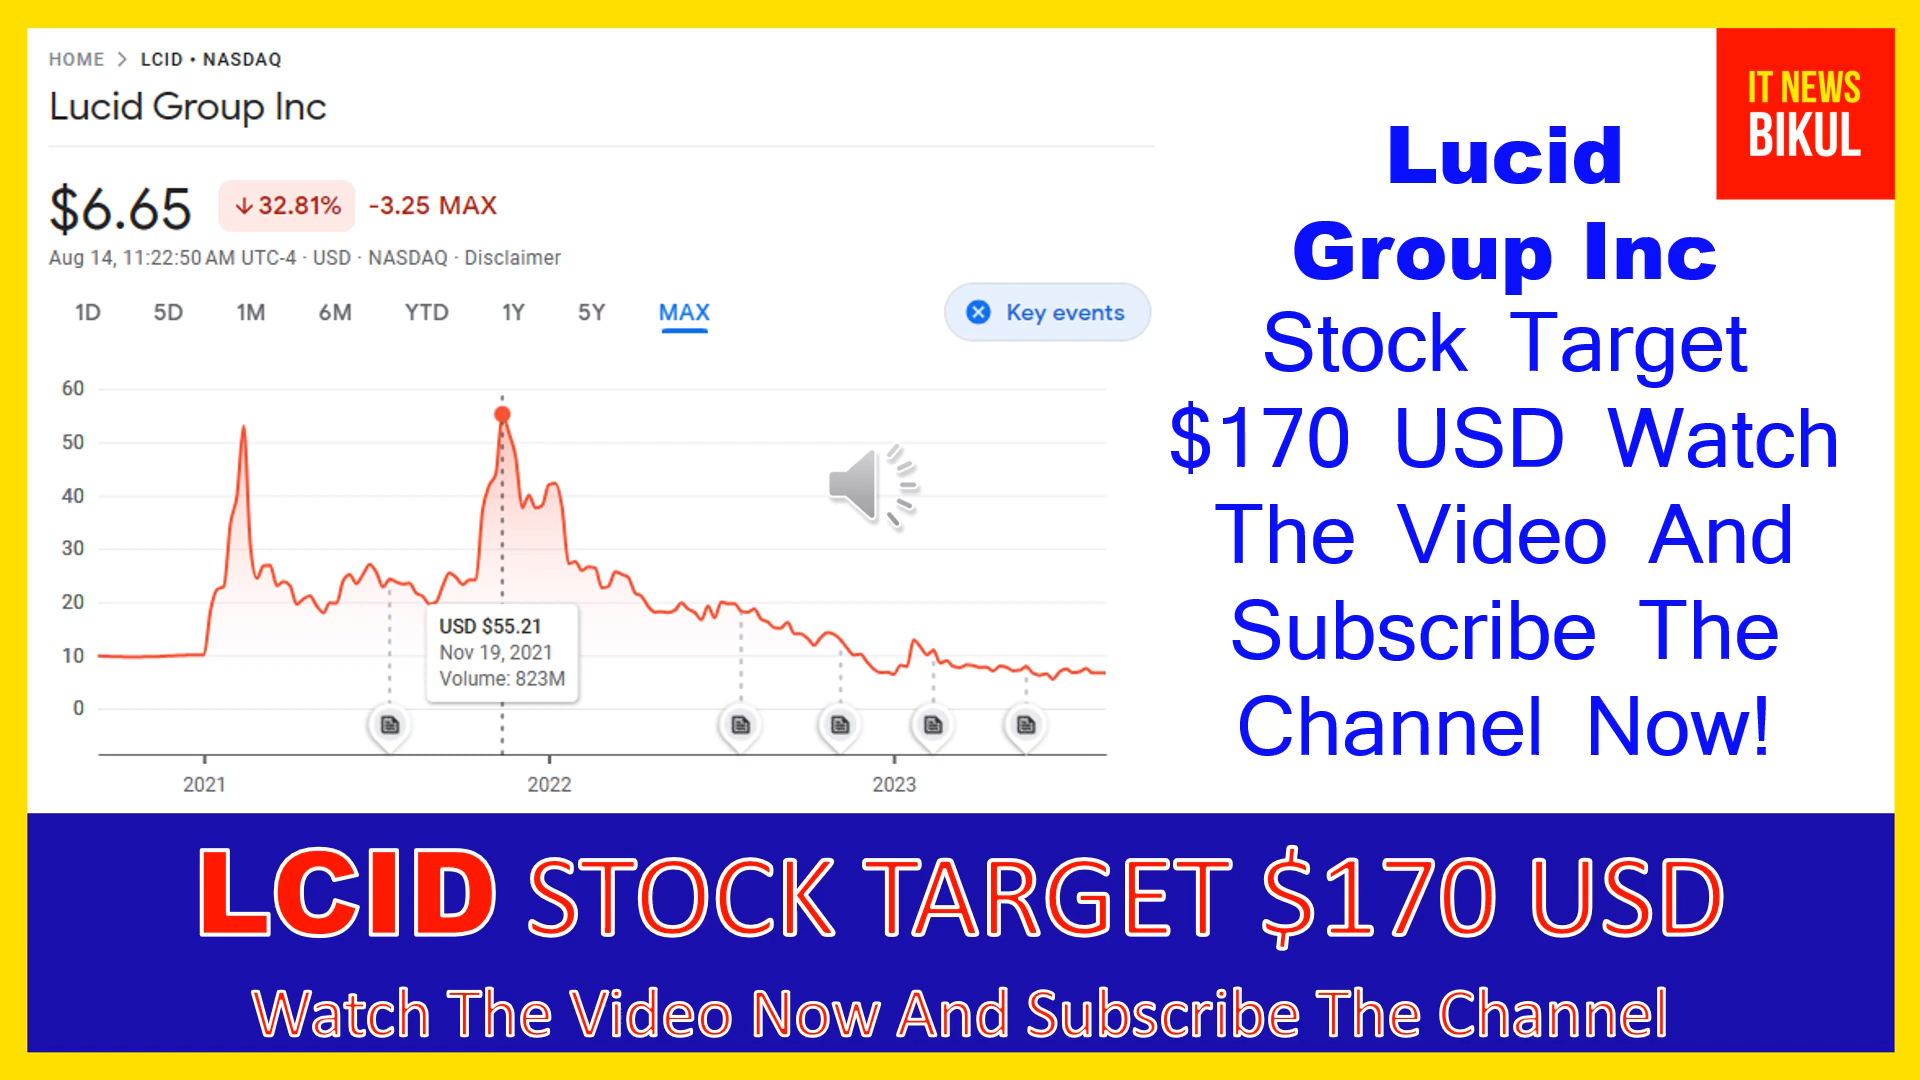 HOME > LCID • NASDAQ
Lucid Group Inc
$6.65 ↓32.81% -3.25 MAX
Aug 14, 11:22:50 AM UTC-4 · USD · NASDAQ · Disclaimer
1D 5D 1M 6M YTD 1Y 5Y MAX
Key events
60
50
40
30
20
10
0
USD $55.21
Nov 19, 2021
Volume: 823M
2021 2022 2023
IT NEWS
BIKUL
Lucid
Group Inc
Stock Target
$170 USD Watch
The Video And
Subscribe The
Channel Now!
LCID STOCK TARGET $170 USD
Watch The Video Now And Subscribe The Channel